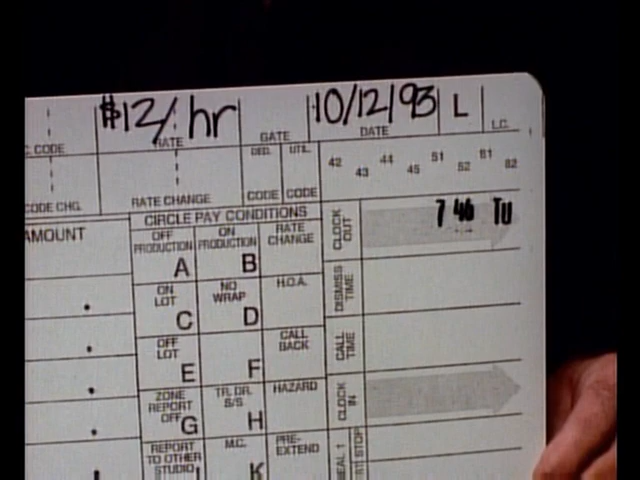 $12/hr 10/12/93 L
C. CODE RATE GATE DATE LC.
DED. UTIL. 42 43 44 45 51 52 61 62
CODE CHG. RATE CHANGE CODE CODE
AMOUNT CIRCLE PAY CONDITIONS
OFF PRODUCTION A ON PRODUCTION B RATE CHANGE CLOCK OUT 7 46 TU
ON LOT C NO WRAP D H.O.A. DISMISS TIME
OFF LOT E F CALL BACK CALL TIME
ZONE REPORT OFF G TR. DR. S/S H HAZARD CLOCK IN
REPORT TO OTHER STUDIO M.C. K PRE-EXTEND